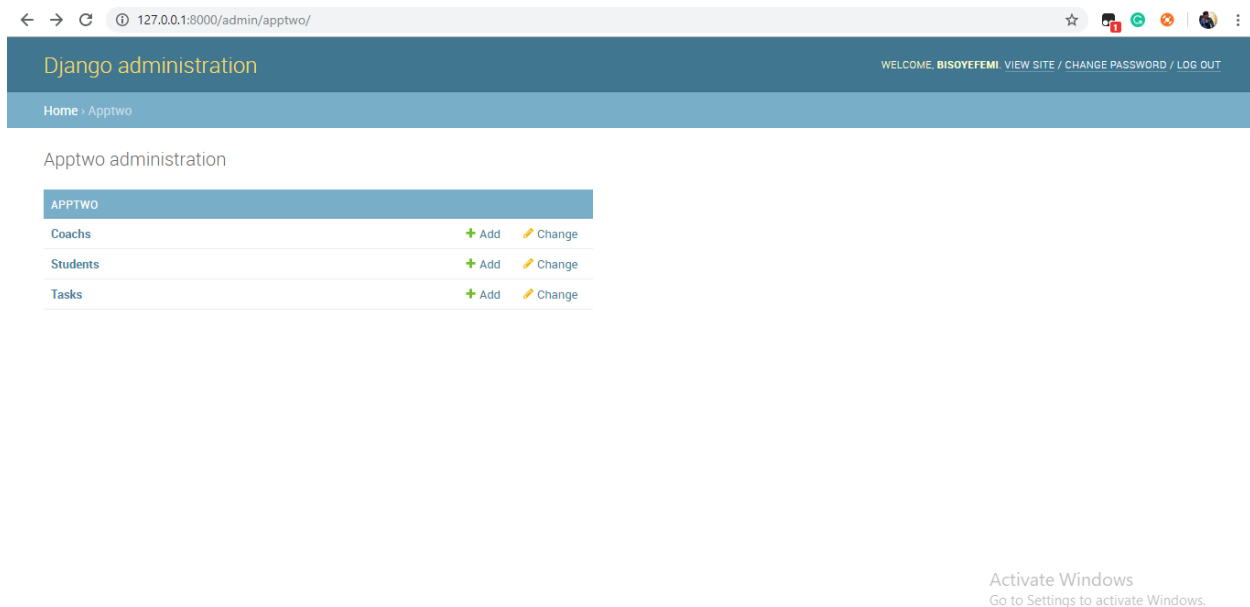 127.0.0.1:8000/admin/apptwo/
1
Django administration
WELCOME, BISOYEFEMI. VIEW SITE / CHANGE PASSWORD / LOG OUT
Home › Apptwo
Apptwo administration
APPTWO
Coachs + Add Change
Students + Add Change
Tasks + Add Change
Activate Windows
Go to Settings to activate Windows.